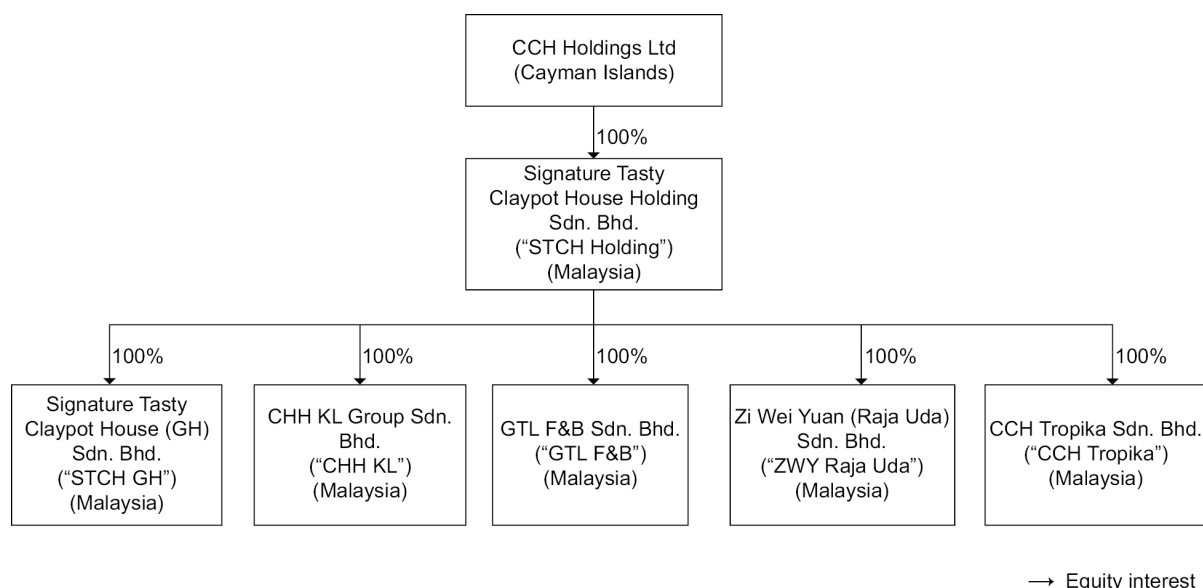 CCH Holdings Ltd
(Cayman Islands)
100%
Signature Tasty
Claypot House Holding
Sdn. Bhd.
(“STCH Holding”)
(Malaysia)
100%
100%
100%
100%
100%
Signature Tasty
Claypot House (GH)
Sdn. Bhd.
(“STCH GH”)
(Malaysia)
CHH KL Group Sdn.
Bhd.
(“CHH KL”)
(Malaysia)
GTL F&B Sdn. Bhd.
(“GTL F&B”)
(Malaysia)
Zi Wei Yuan (Raja Uda)
Sdn. Bhd.
(“ZWY Raja Uda”)
(Malaysia)
CCH Tropika Sdn. Bhd.
(“CCH Tropika”)
(Malaysia)
→ Equity interest